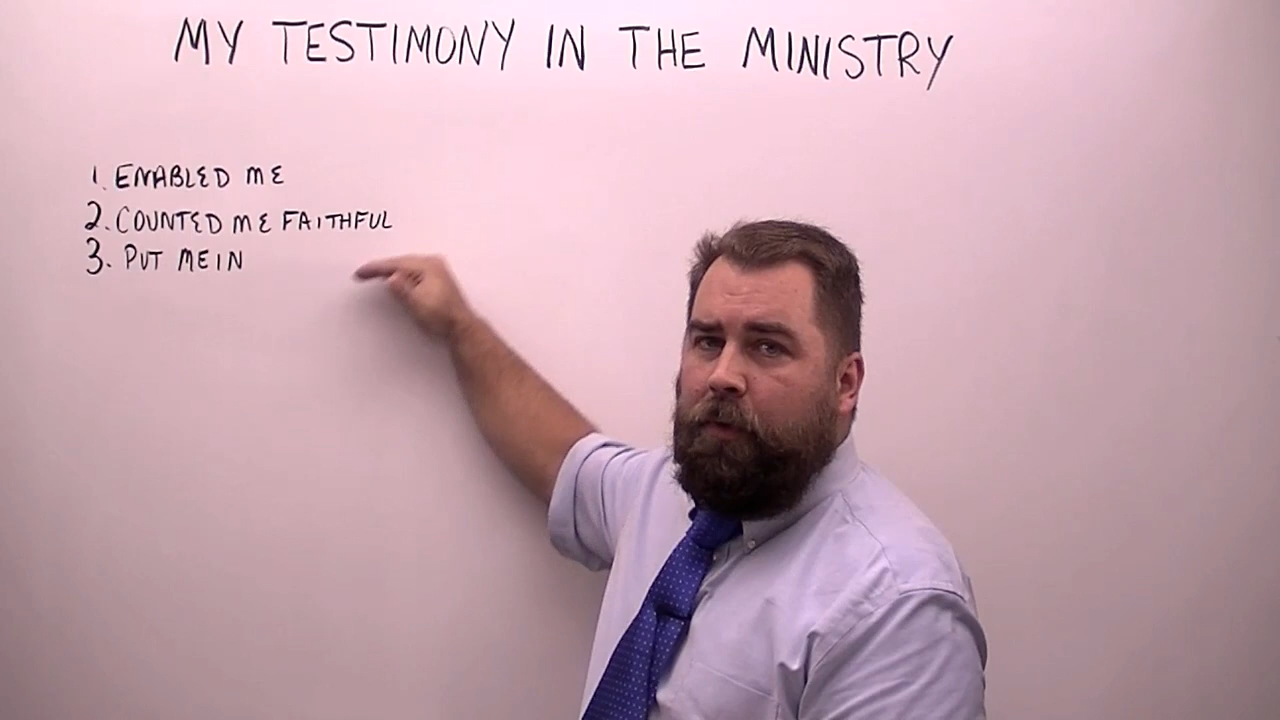 MY TESTIMONY IN THE MINISTRY
1. ENABLED ME
2. COUNTED ME FAITHFUL
3. PUT ME IN